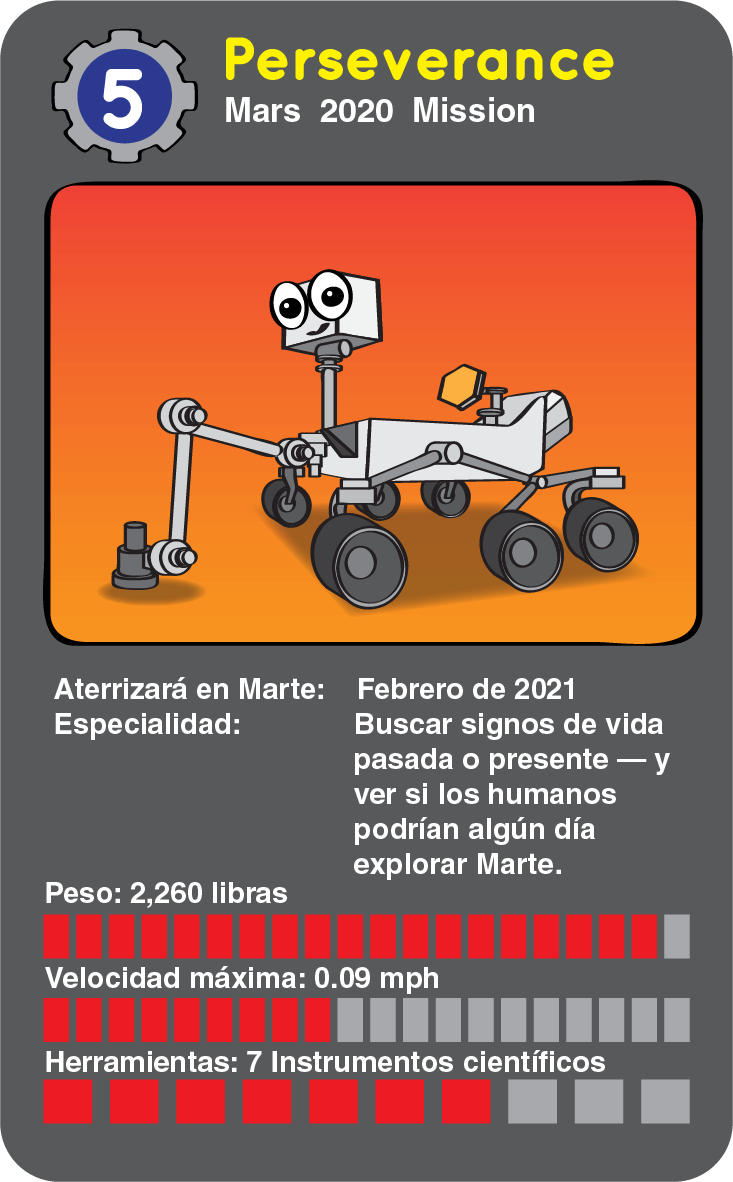 5
Perseverance
Mars 2020 Mission
Aterrizará en Marte: Febrero de 2021
Especialidad: Buscar signos de vida
pasada o presente — y
ver si los humanos
podrían algún día
explorar Marte.
Peso: 2,260 libras
Velocidad máxima: 0.09 mph
Herramientas: 7 Instrumentos científicos